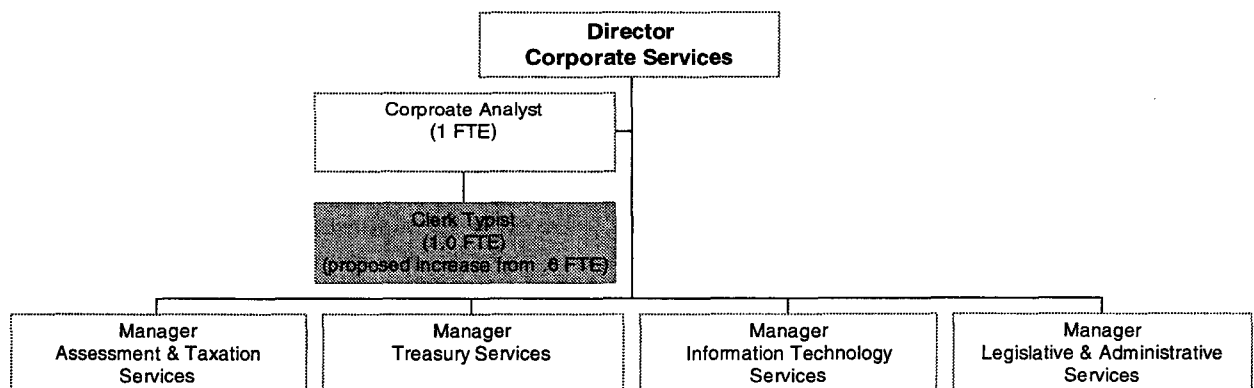 Director
Corporate Services
Corproate Analyst
(1 FTE)
Clerk Typist
(1.0 FTE)
(proposed increase from .6 FTE)
Manager
Assessment & Taxation
Services
Manager
Treasury Services
Manager
Information Technology
Services
Manager
Legislative & Administrative
Services